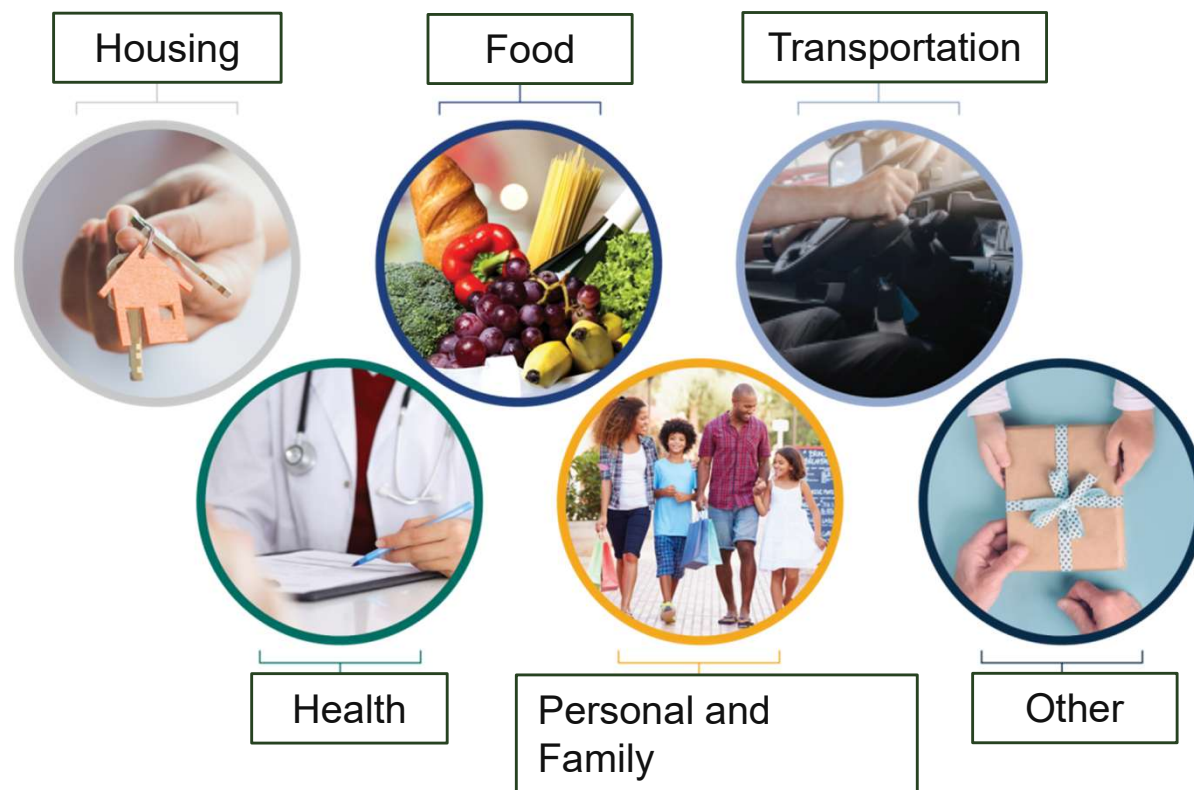 Housing
Food
Transportation
Health
Personal and
Family
Other